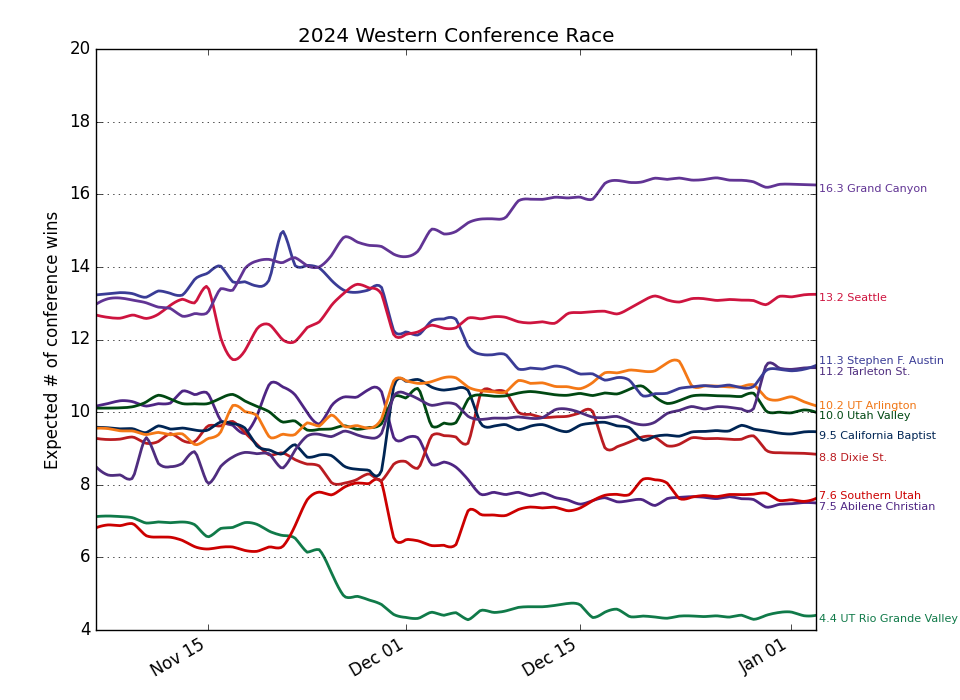 2024 Western Conference Race
Expected # of conference wins
20
18
16
14
12
10
8
6
4
Nov 15
Dec 01
Dec 15
Jan 01
16.3 Grand Canyon
13.2 Seattle
11.3 Stephen F. Austin
11.2 Tarleton St.
10.2 UT Arlington
10.0 Utah Valley
9.5 California Baptist
8.8 Dixie St.
7.6 Southern Utah
7.5 Abilene Christian
4.4 UT Rio Grande Valley